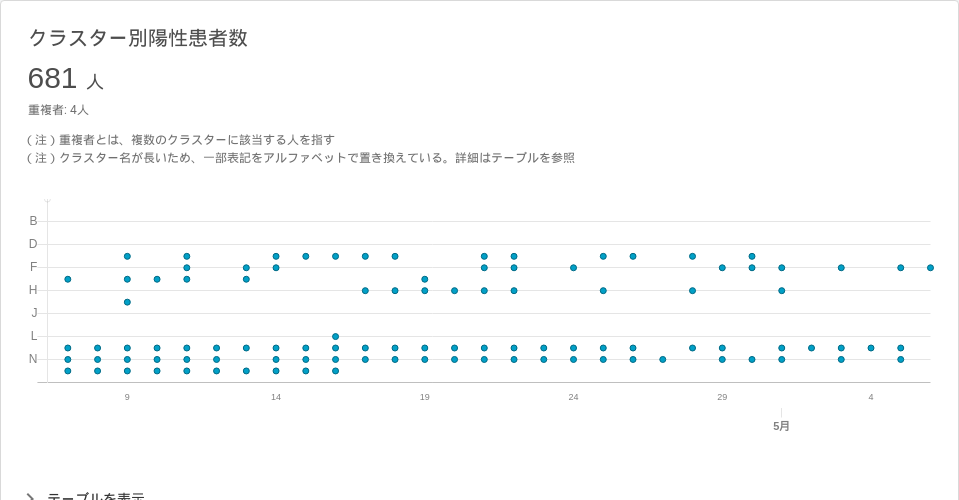 クラスター別陽性患者数
681 人
重複者: 4人
（注）重複者とは、複数のクラスターに該当する人を指す
（注）クラスター名が長いため、一部表記をアルファベットで置き換えている。詳細はテーブルを参照
B
D
F
H
J
L
N
9 14 19 24 29 4
5月
テーブルを表示